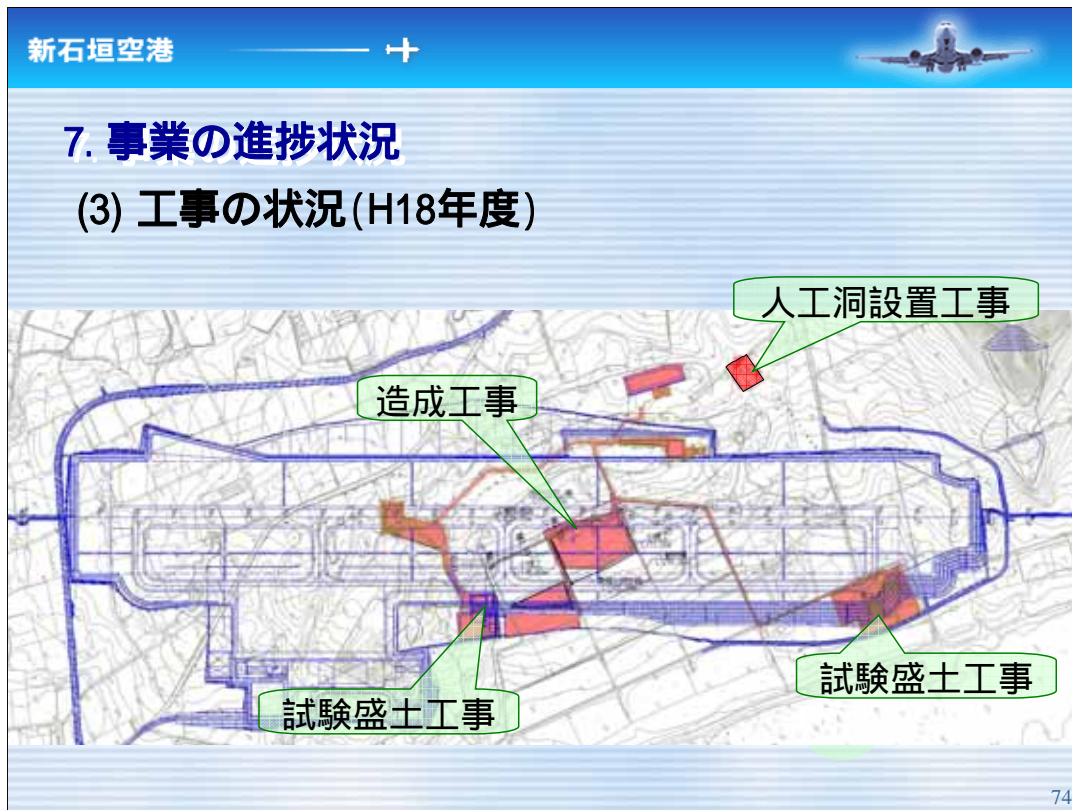 新石垣空港
7. 事業の進捗状況
(3) 工事の状況(H18年度)
人工洞設置工事
造成工事
試験盛土工事
試験盛土工事
74